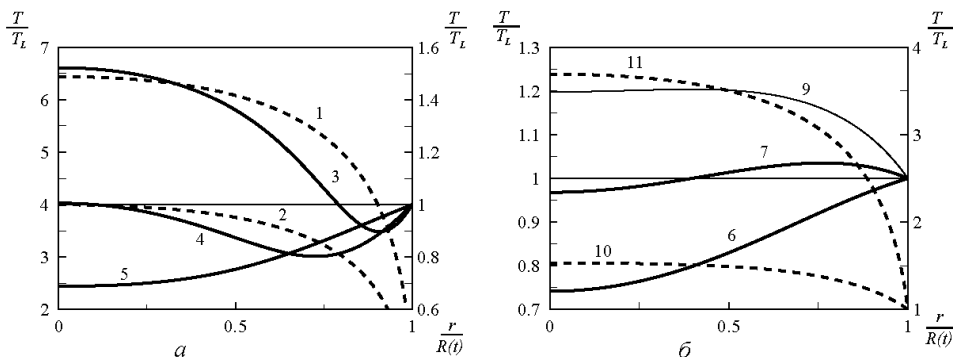 T/T_L T/T_L
7 1.6
6 1.4
5 1.2
4 1
3 0.8
2 0.6
0 0.5 1
r/R(t)
1
3
2
4
5
а
T/T_L T/T_L
1.3 4
1.2
1.1 3
1
0.9 2
0.8
0.7 1
0 0.5 1
r/R(t)
11
9
7
6
10
б